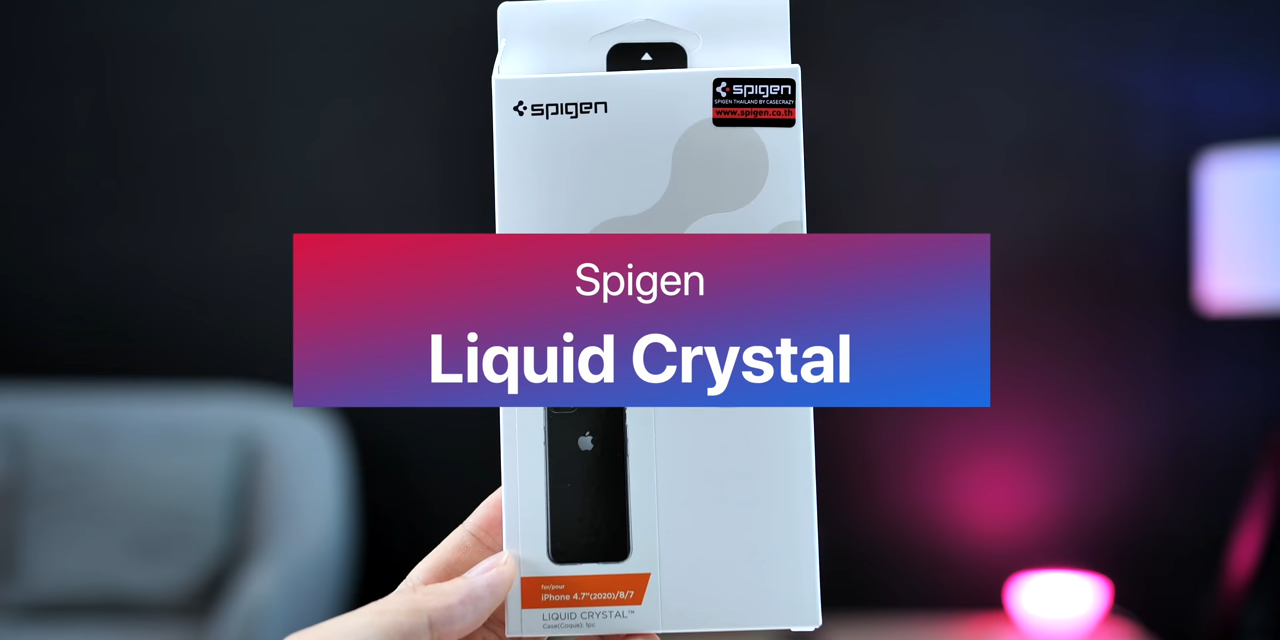 spigen
spigen
SPIGEN THAILAND BY CASECRAZY
www.spigen.co.th
Spigen
Liquid Crystal
for/pour
iPhone 4.7"(2020)/8/7
LIQUID CRYSTAL™
Case(Coque): 1pc